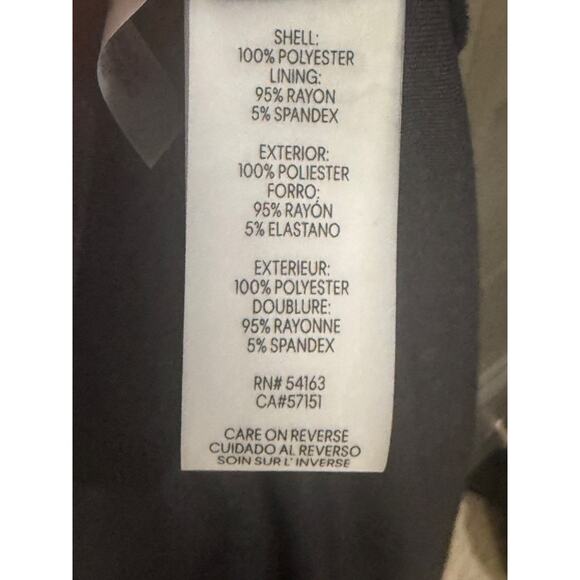 SHELL:
100% POLYESTER
LINING:
95% RAYON
5% SPANDEX
EXTERIOR:
100% POLIESTER
FORRO:
95% RAYÓN
5% ELASTANO
EXTERIEUR:
100% POLYESTER
DOUBLURE:
95% RAYONNE
5% SPANDEX
RN# 54163
CA#57151
CARE ON REVERSE
CUIDADO AL REVERSO
SOIN SUR L'INVERSE